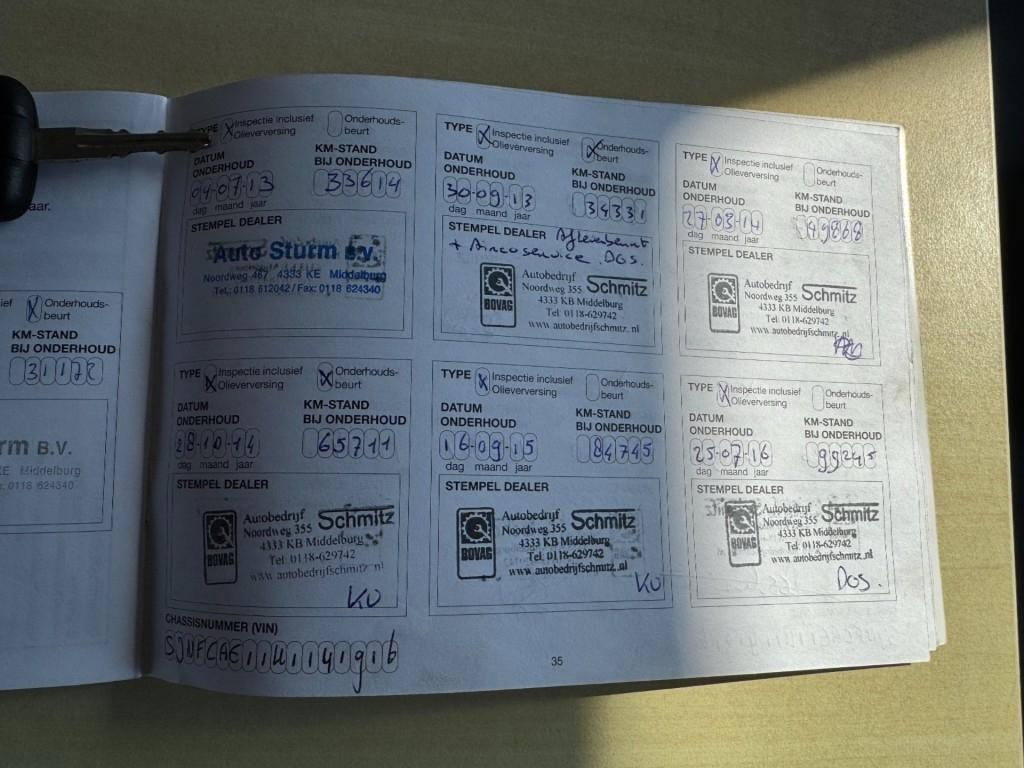 aar.
ief X Onderhouds-
beurt
KM-STAND
BIJ ONDERHOUD
31172
rm B.V.
KE Middelburg
0118 624340
TYPE X Inspectie inclusief
Olieverversing
Onderhouds-
beurt
DATUM
ONDERHOUD
KM-STAND
BIJ ONDERHOUD
04-07-13
33614
dag maand jaar
STEMPEL DEALER
Auto Sturm b.v.
Noordweg 467 4333 KE Middelburg
Tel.: 0118 612042 / Fax: 0118 624340
TYPE X Inspectie inclusief
Olieverversing
X Onderhouds-
beurt
DATUM
ONDERHOUD
KM-STAND
BIJ ONDERHOUD
30-09-13
34331
dag maand jaar
STEMPEL DEALER Afleverbeurt
+ Aircoservice. DGS.
BOVAG
Autobedrijf
Noordweg 355 Schmitz
4333 KB Middelburg
Tel. 0118-629742
www.autobedrijfschmitz.nl
TYPE X Inspectie inclusief
Olieverversing
Onderhouds-
beurt
DATUM
ONDERHOUD
KM-STAND
BIJ ONDERHOUD
27-03-14
49868
dag maand jaar
STEMPEL DEALER
BOVAG
Autobedrijf
Noordweg 355 Schmitz
4333 KB Middelburg
Tel. 0118-629742
www.autobedrijfschmitz.nl
TYPE X Inspectie inclusief
Olieverversing
X Onderhouds-
beurt
DATUM
ONDERHOUD
KM-STAND
BIJ ONDERHOUD
28-10-14
65711
dag maand jaar
STEMPEL DEALER
BOVAG
Autobedrijf
Noordweg 355 Schmitz
4333 KB Middelburg
Tel. 0118-629742
www.autobedrijfschmitz.nl
KU
TYPE X Inspectie inclusief
Olieverversing
Onderhouds-
beurt
DATUM
ONDERHOUD
KM-STAND
BIJ ONDERHOUD
16-09-15
84745
dag maand jaar
STEMPEL DEALER
BOVAG
Autobedrijf
Noordweg 355 Schmitz
4333 KB Middelburg
Tel. 0118-629742
www.autobedrijfschmitz.nl
KU
TYPE X Inspectie inclusief
Olieverversing
Onderhouds-
beurt
DATUM
ONDERHOUD
KM-STAND
BIJ ONDERHOUD
25-07-16
99245
dag maand jaar
STEMPEL DEALER
BOVAG
Autobedrijf
Noordweg 355 Schmitz
4333 KB Middelburg
Tel. 0118-629742
www.autobedrijfschmitz.nl
DGS.
CHASSISNUMMER (VIN)
SJNFCAE11U1141916
35